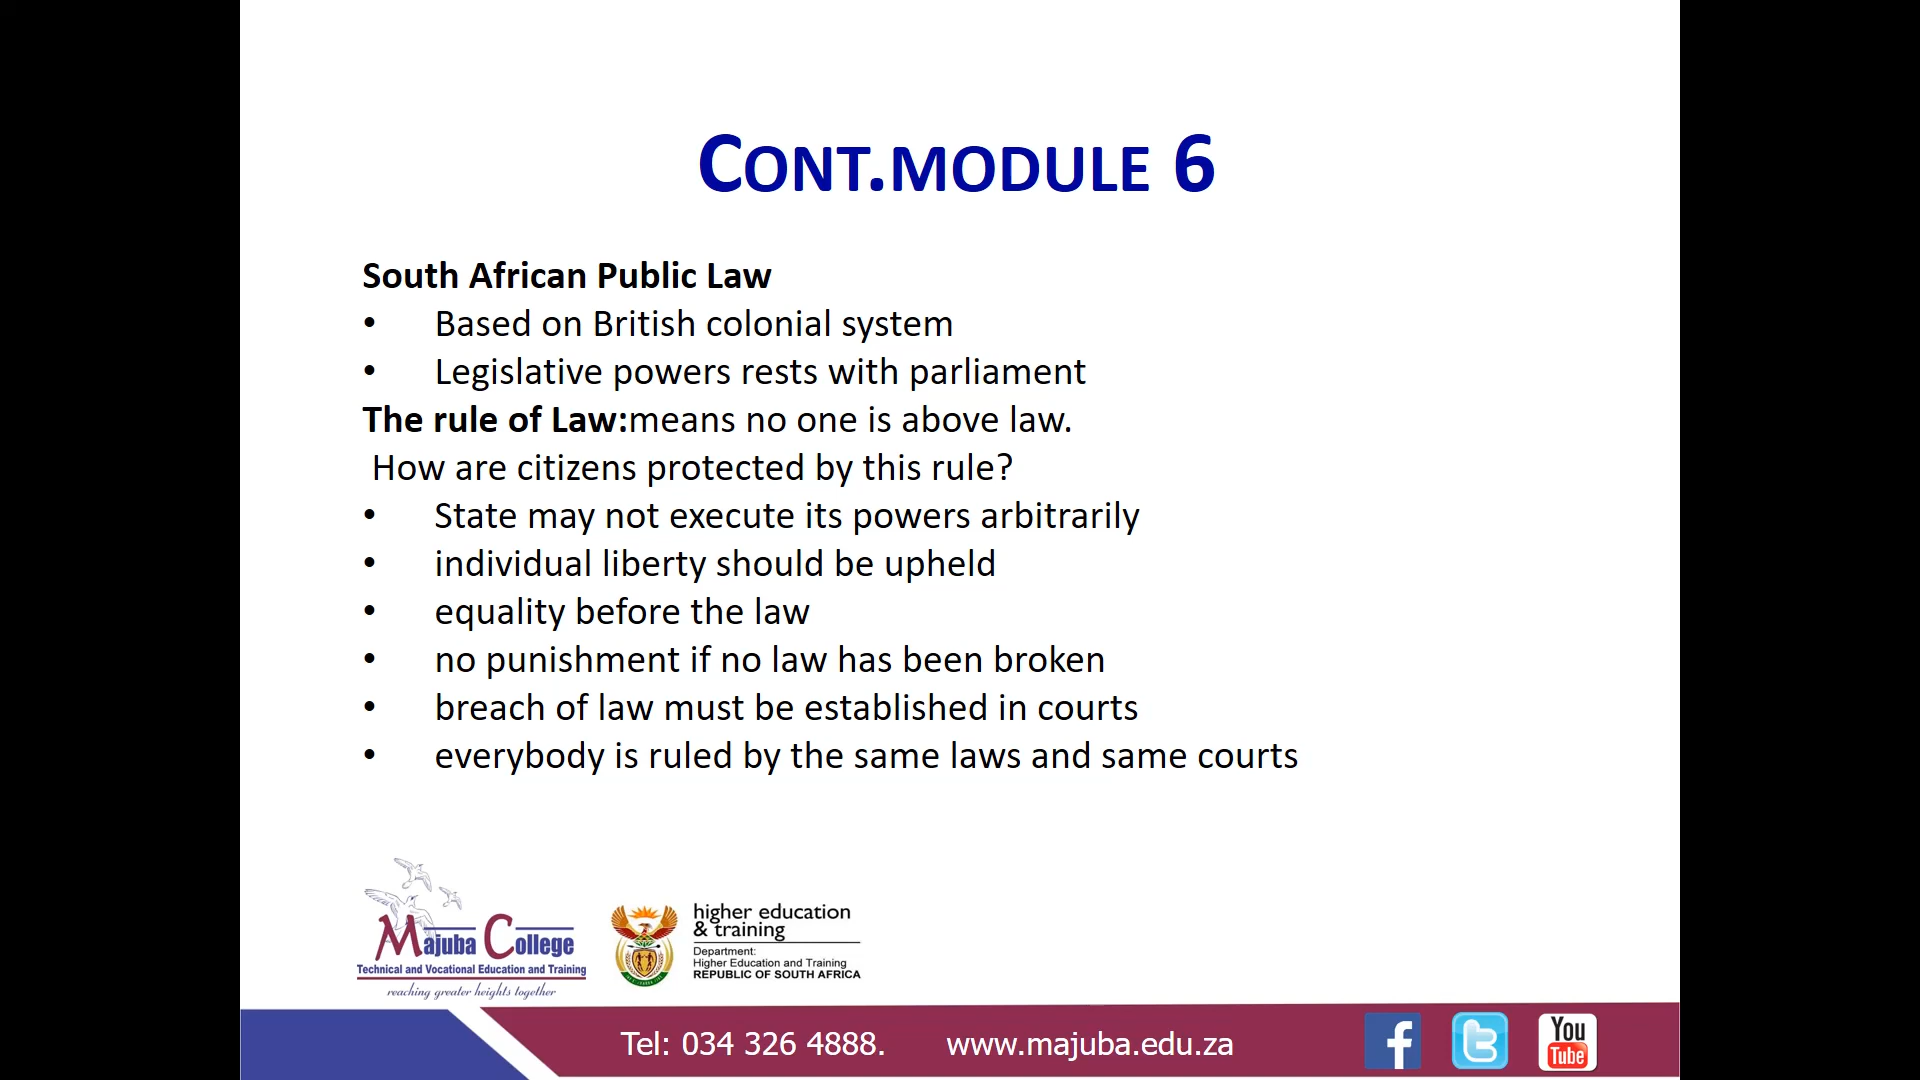 CONT.MODULE 6
South African Public Law
• Based on British colonial system
• Legislative powers rests with parliament
The rule of Law:means no one is above law.
How are citizens protected by this rule?
• State may not execute its powers arbitrarily
• individual liberty should be upheld
• equality before the law
• no punishment if no law has been broken
• breach of law must be established in courts
• everybody is ruled by the same laws and same courts
Majuba College
Technical and Vocational Education and Training
reaching greater heights together
higher education
& training
Department:
Higher Education and Training
REPUBLIC OF SOUTH AFRICA
Tel: 034 326 4888. www.majuba.edu.za
You
Tube